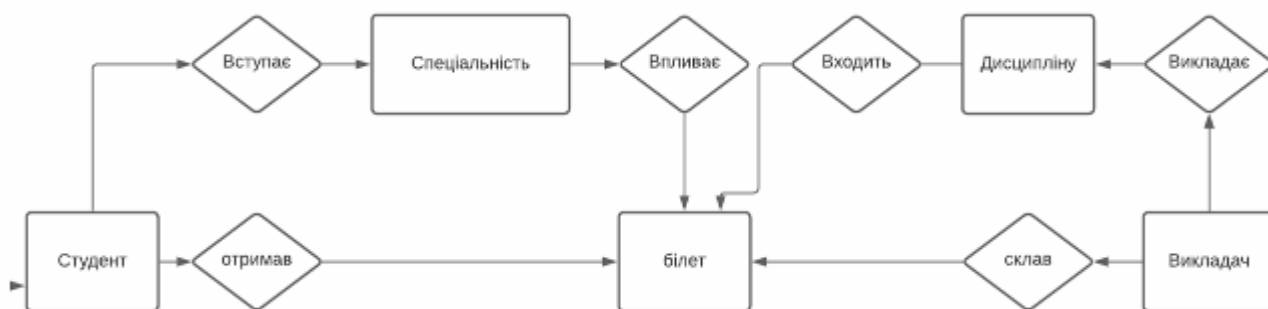 Вступає
Спеціальність
Впливає
Входить
Дисципліну
Викладає
Студент
отримав
білет
склав
Викладач